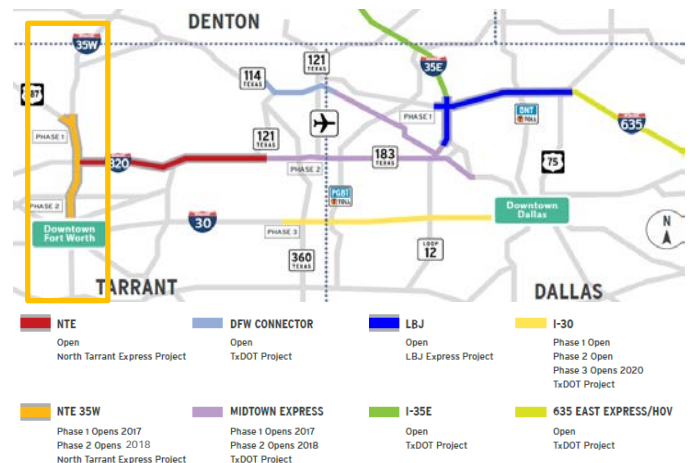 DENTON
35W
287
114
TEXAS
121
TEXAS
35E
PHASE 1
DNT
TOLL
635
PHASE 1
820
121
TEXAS
PHASE 2
183
TEXAS
75
PHASE 2
Downtown
Fort Worth
30
PHASE 3
PGBT
TOLL
Downtown
Dallas
N
360
TEXAS
LOOP
12
TARRANT
DALLAS
NTE
Open
North Tarrant Express Project
DFW CONNECTOR
Open
TxDOT Project
LBJ
Open
LBJ Express Project
I-30
Phase 1 Open
Phase 2 Open
Phase 3 Opens 2020
TxDOT Project
NTE 35W
Phase 1 Opens 2017
Phase 2 Opens 2018
North Tarrant Express Project
MIDTOWN EXPRESS
Phase 1 Opens 2017
Phase 2 Opens 2018
TxDOT Project
I-35E
Open
TxDOT Project
635 EAST EXPRESS/HOV
Open
TxDOT Project